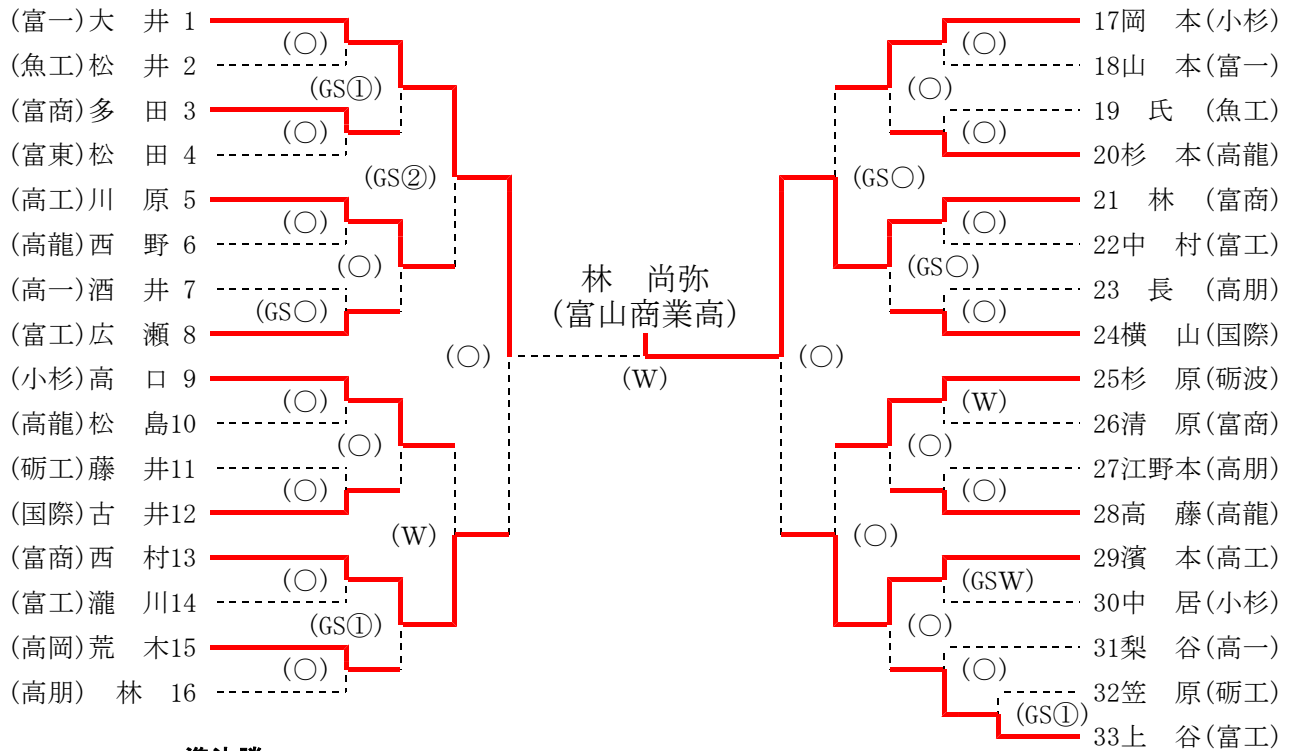 (富一)大　井 1
(○)
(魚工)松　井 2
(GS①)
(富商)多　田 3
(○)
(富東)松　田 4
(GS②)
(高工)川　原 5
(○)
(高龍)西　野 6
(○)
(高一)酒　井 7
(GS○)
(富工)広　瀬 8
(○)
(小杉)高　口 9
(○)
(高龍)松　島10
(○)
(砺工)藤　井11
(○)
(国際)古　井12
(W)
(富商)西　村13
(○)
(富工)瀧　川14
(GS①)
(高岡)荒　木15
(○)
(高朋)　林　16
林　尚弥
(富山商業高)
(W)
17岡　本(小杉)
(○)
18山　本(富一)
(○)
19　氏　(魚工)
(○)
20杉　本(高龍)
(GS○)
21　林　(富商)
(○)
22中　村(富工)
(GS○)
23　長　(高朋)
(○)
24横　山(国際)
(○)
25杉　原(砺波)
(W)
26清　原(富商)
27江野本(高朋)
(○)
28高　藤(高龍)
(○)
29濱　本(高工)
(GSW)
30中　居(小杉)
(○)
31梨　谷(高一)
(○)
32笠　原(砺工)
(GS①)
33上　谷(富工)